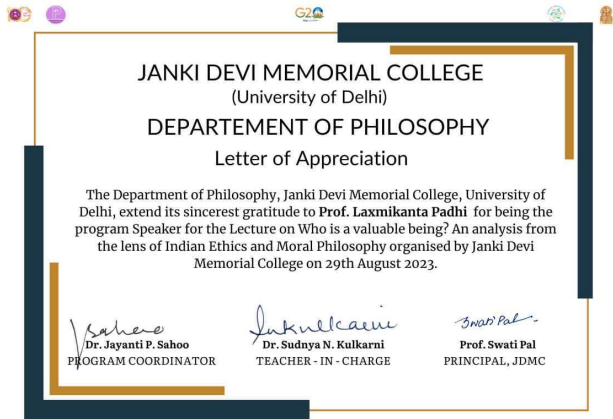 G20
JANKI DEVI MEMORIAL COLLEGE
(University of Delhi)
DEPARTEMENT OF PHILOSOPHY
Letter of Appreciation
The Department of Philosophy, Janki Devi Memorial College, University of
Delhi, extend its sincerest gratitude to Prof. Laxmikanta Padhi for being the
program Speaker for the Lecture on Who is a valuable being? An analysis from
the lens of Indian Ethics and Moral Philosophy organised by Janki Devi
Memorial College on 29th August 2023.
Sahoo Snkulkarni Swati Pal
Dr. Jayanti P. Sahoo Dr. Sudnya N. Kulkarni Prof. Swati Pal
PROGRAM COORDINATOR TEACHER - IN - CHARGE PRINCIPAL, JDMC